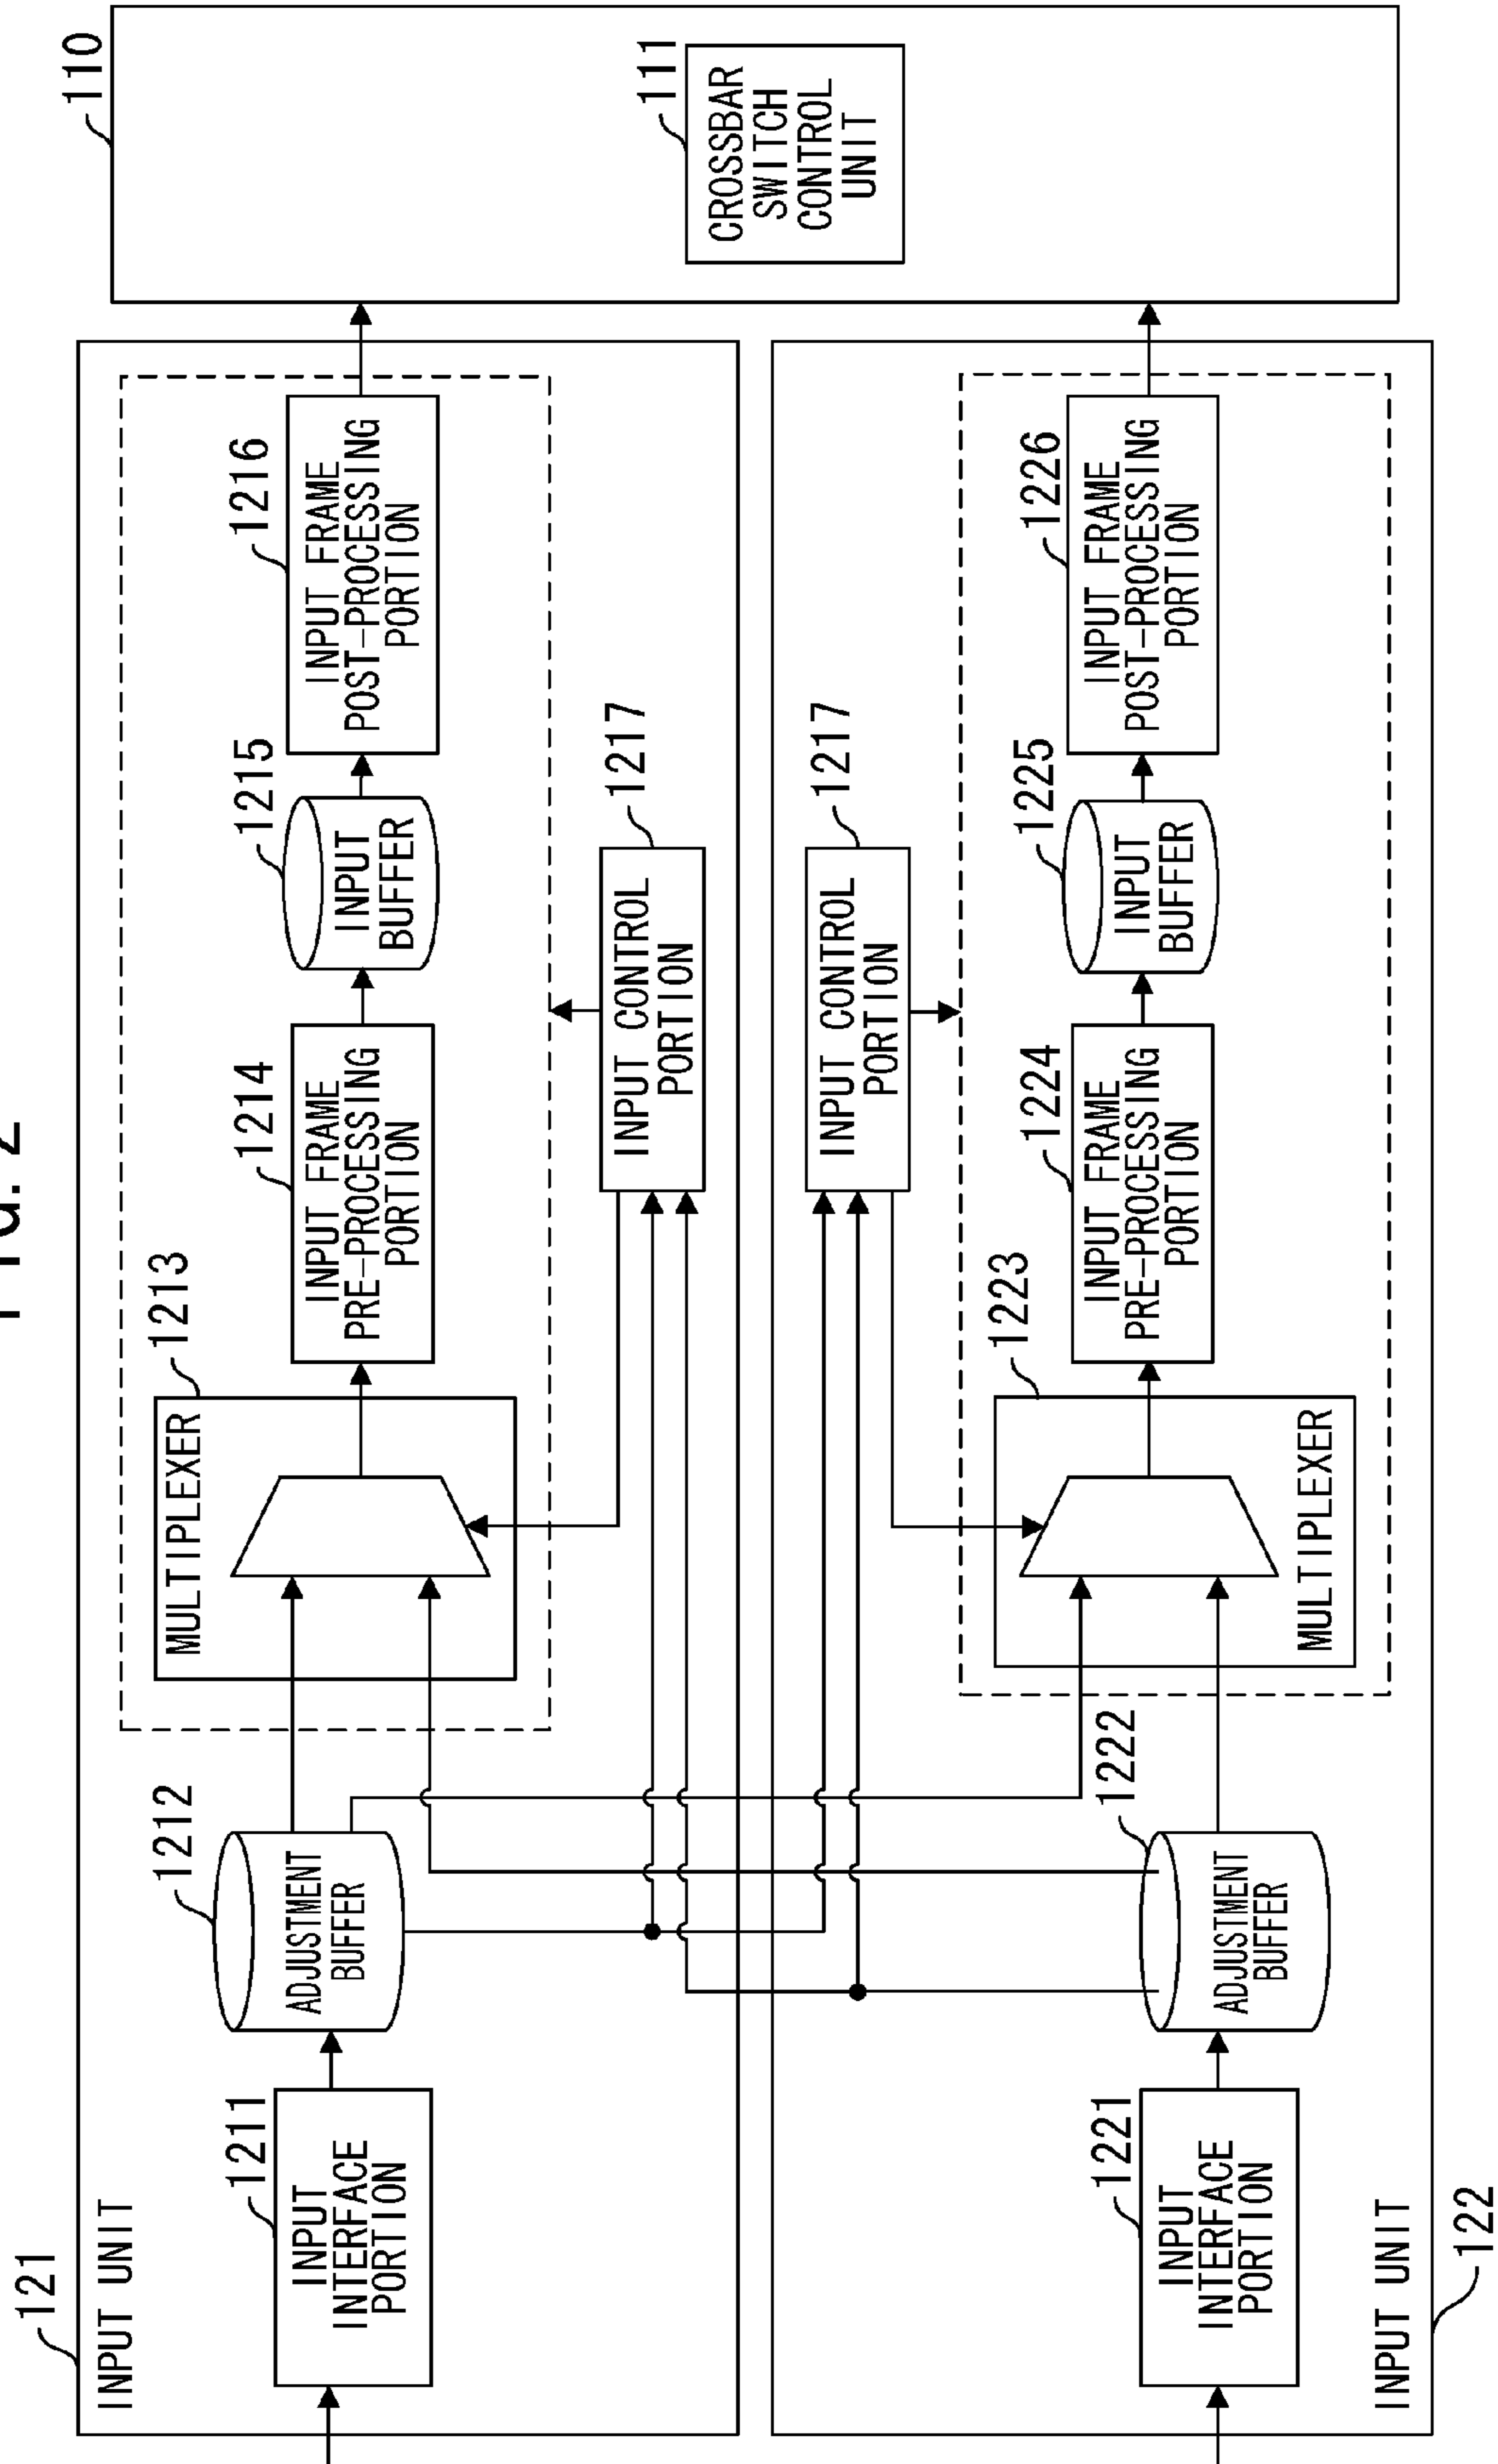 110
CROSSBAR
SWITCH
CONTROL
UNIT
111
121
INPUT UNIT
INPUT
INTERFACE
PORTION
1211
ADJUSTMENT
BUFFER
1212
MULTIPLEXER
1213
INPUT FRAME
PRE-PROCESSING
PORTION
1214
INPUT
BUFFER
1215
INPUT FRAME
POST-PROCESSING
PORTION
1216
INPUT CONTROL
PORTION
1217
INPUT CONTROL
PORTION
1217
INPUT
INTERFACE
PORTION
1221
ADJUSTMENT
BUFFER
1222
MULTIPLEXER
1223
INPUT FRAME
PRE-PROCESSING
PORTION
1224
INPUT
BUFFER
1225
INPUT FRAME
POST-PROCESSING
PORTION
1226
INPUT UNIT
122